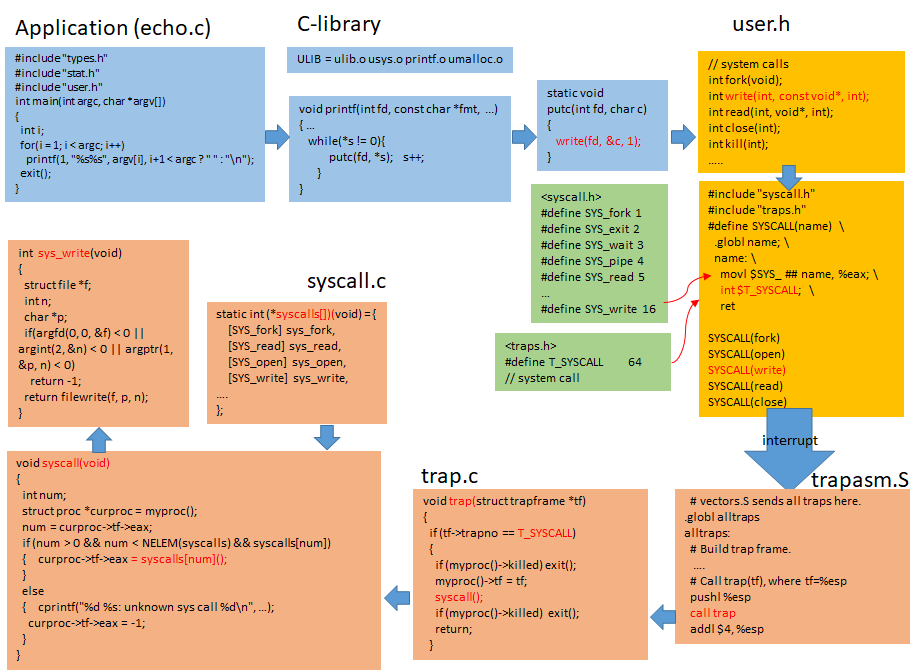 Application (echo.c)
#include "types.h"
#include "stat.h"
#include "user.h"
int main(int argc, char *argv[])
{
int i;
for(i = 1; i < argc; i++)
printf(1, "%s%s", argv[i], i+1 < argc ? " " : "\n");
exit();
}
C-library
ULIB = ulib.o usys.o printf.o umalloc.o
void printf(int fd, const char *fmt, ...)
{ ...
while(*s != 0){
putc(fd, *s); s++;
}
}
static void
putc(int fd, char c)
{
write(fd, &c, 1);
}
user.h
// system calls
int fork(void);
int write(int, const void*, int);
int read(int, void*, int);
int close(int);
int kill(int);
.....
<syscall.h>
#define SYS_fork 1
#define SYS_exit 2
#define SYS_wait 3
#define SYS_pipe 4
#define SYS_read 5
...
#define SYS_write 16
<traps.h>
#define T_SYSCALL 64
// system call
#include "syscall.h"
#include "traps.h"
#define SYSCALL(name) \
.globl name; \
name: \
movl $SYS_ ## name, %eax; \
int $T_SYSCALL; \
ret
SYSCALL(fork)
SYSCALL(open)
SYSCALL(write)
SYSCALL(read)
SYSCALL(close)
interrupt
trapasm.S
# vectors.S sends all traps here.
.globl alltraps
alltraps:
# Build trap frame.
....
# Call trap(tf), where tf=%esp
pushl %esp
call trap
addl $4, %esp
trap.c
void trap(struct trapframe *tf)
{
if(tf->trapno == T_SYSCALL)
{
if(myproc()->killed) exit();
myproc()->tf = tf;
syscall();
if(myproc()->killed) exit();
return;
}
syscall.c
static int (*syscalls[])(void) = {
[SYS_fork] sys_fork,
[SYS_read] sys_read,
[SYS_open] sys_open,
[SYS_write] sys_write,
....
};
void syscall(void)
{
int num;
struct proc *curproc = myproc();
num = curproc->tf->eax;
if(num > 0 && num < NELEM(syscalls) && syscalls[num])
{ curproc->tf->eax = syscalls[num]();
}
else
{ cprintf("%d %s: unknown sys call %d\n", ...);
curproc->tf->eax = -1;
}
}
int sys_write(void)
{
struct file *f;
int n;
char *p;
if(argfd(0, 0, &f) < 0 ||
argint(2, &n) < 0 || argptr(1,
&p, n) < 0)
return -1;
return filewrite(f, p, n);
}